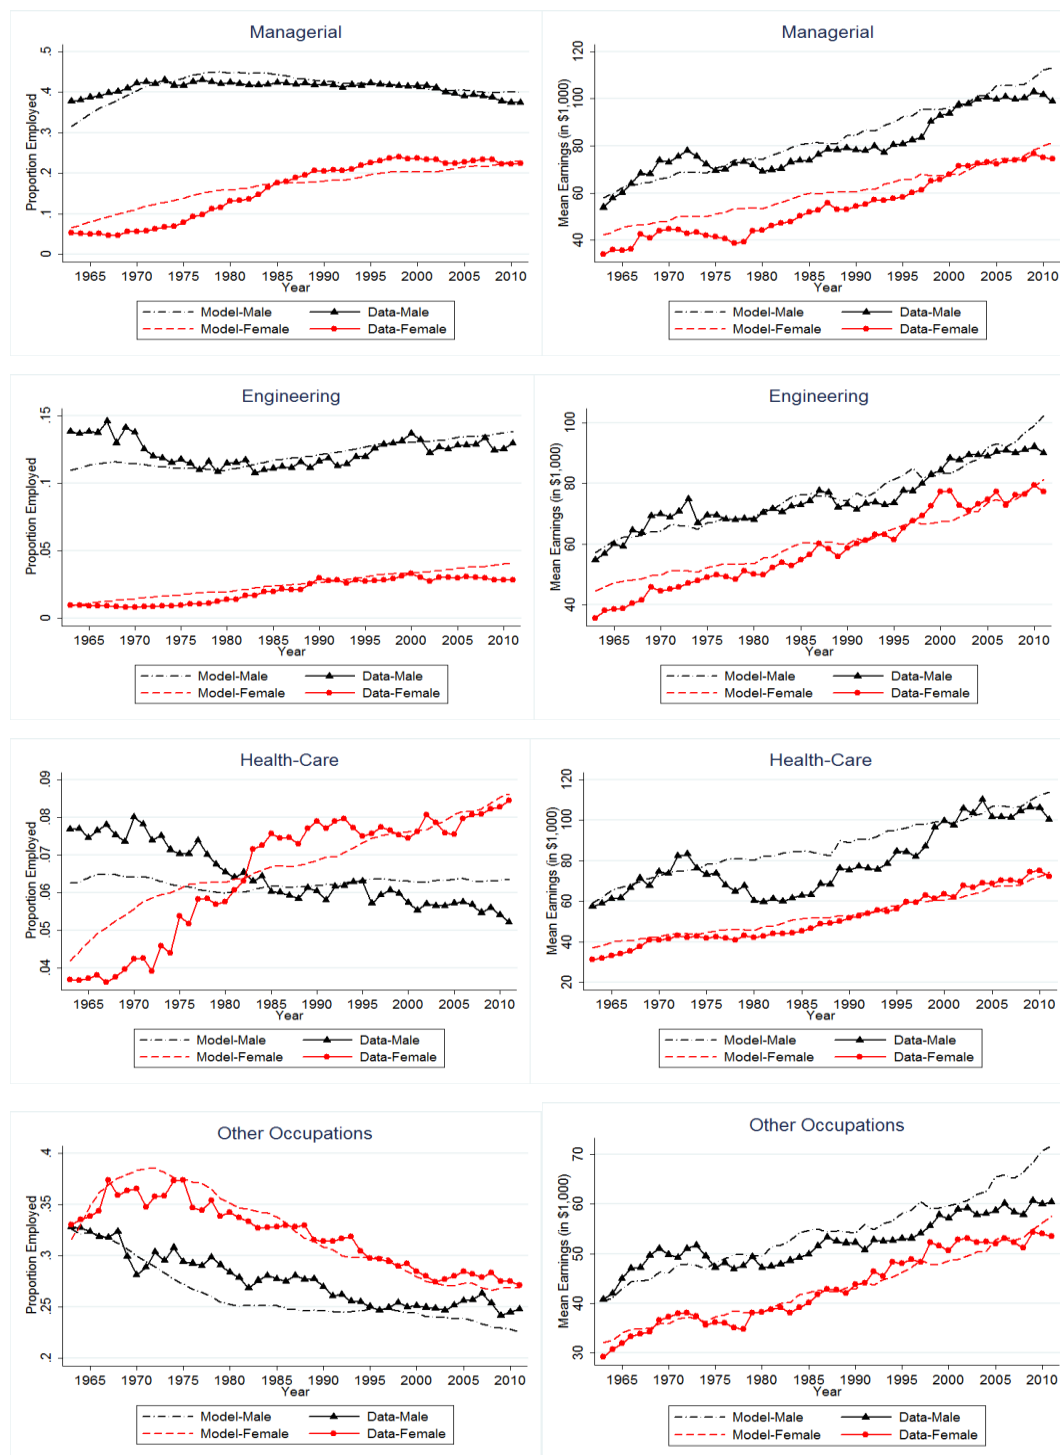 Managerial
Proportion Employed
0 .1 .2 .3 .4 .5
1965 1970 1975 1980 1985 1990 1995 2000 2005 2010
Year
Model-Male Data-Male
Model-Female Data-Female
Managerial
Mean Earnings (in $1,000)
40 60 80 100 120
1965 1970 1975 1980 1985 1990 1995 2000 2005 2010
Year
Model-Male Data-Male
Model-Female Data-Female
Engineering
Proportion Employed
0 .05 .1 .15
1965 1970 1975 1980 1985 1990 1995 2000 2005 2010
Year
Model-Male Data-Male
Model-Female Data-Female
Engineering
Mean Earnings (in $1,000)
40 60 80 100
1965 1970 1975 1980 1985 1990 1995 2000 2005 2010
Year
Model-Male Data-Male
Model-Female Data-Female
Health-Care
Proportion Employed
.04 .05 .06 .07 .08 .09
1965 1970 1975 1980 1985 1990 1995 2000 2005 2010
Year
Model-Male Data-Male
Model-Female Data-Female
Health-Care
Mean Earnings (in $1,000)
20 40 60 80 100 120
1965 1970 1975 1980 1985 1990 1995 2000 2005 2010
Year
Model-Male Data-Male
Model-Female Data-Female
Other Occupations
Proportion Employed
.2 .25 .3 .35 .4
1965 1970 1975 1980 1985 1990 1995 2000 2005 2010
Year
Model-Male Data-Male
Model-Female Data-Female
Other Occupations
Mean Earnings (in $1,000)
30 40 50 60 70
1965 1970 1975 1980 1985 1990 1995 2000 2005 2010
Year
Model-Male Data-Male
Model-Female Data-Female